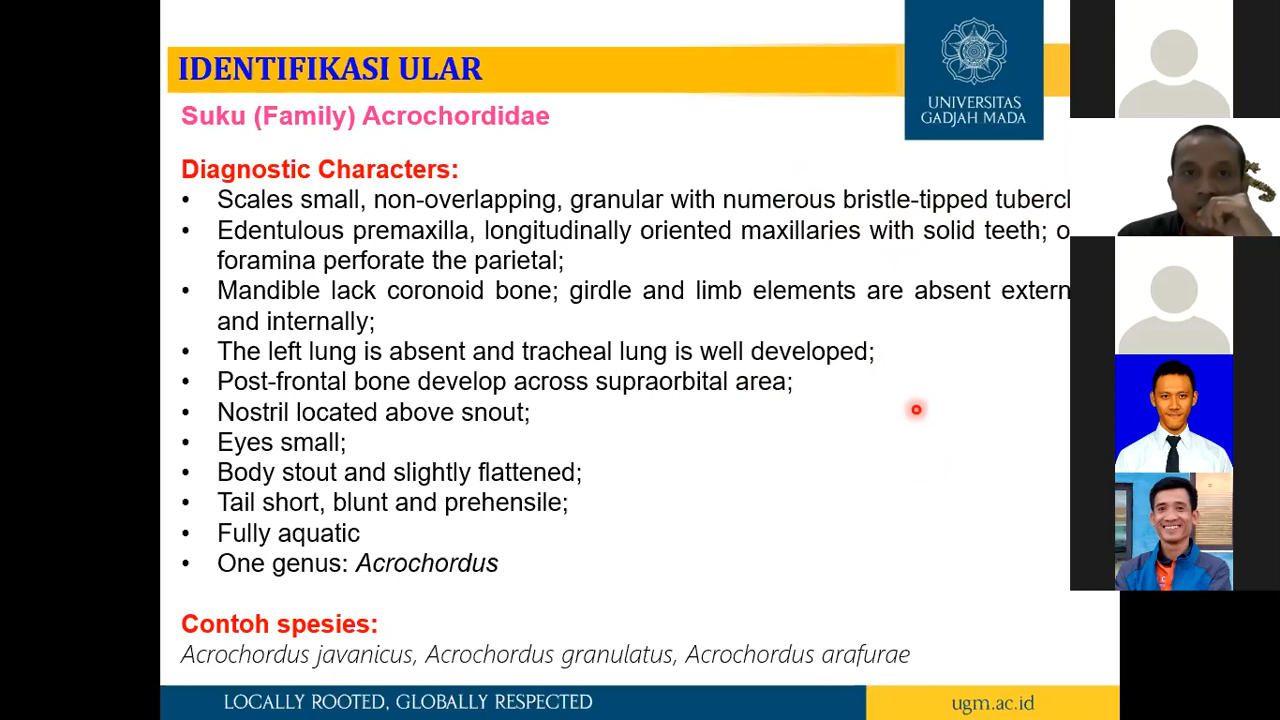 IDENTIFIKASI ULAR
UNIVERSITAS
GADJAH MADA
Suku (Family) Acrochordidae
Diagnostic Characters:
• Scales small, non-overlapping, granular with numerous bristle-tipped tubercl
• Edentulous premaxilla, longitudinally oriented maxillaries with solid teeth; o
foramina perforate the parietal;
• Mandible lack coronoid bone; girdle and limb elements are absent extern
and internally;
• The left lung is absent and tracheal lung is well developed;
• Post-frontal bone develop across supraorbital area;
• Nostril located above snout;
• Eyes small;
• Body stout and slightly flattened;
• Tail short, blunt and prehensile;
• Fully aquatic
• One genus: Acrochordus
Contoh spesies:
Acrochordus javanicus, Acrochordus granulatus, Acrochordus arafurae
LOCALLY ROOTED, GLOBALLY RESPECTED
ugm.ac.id